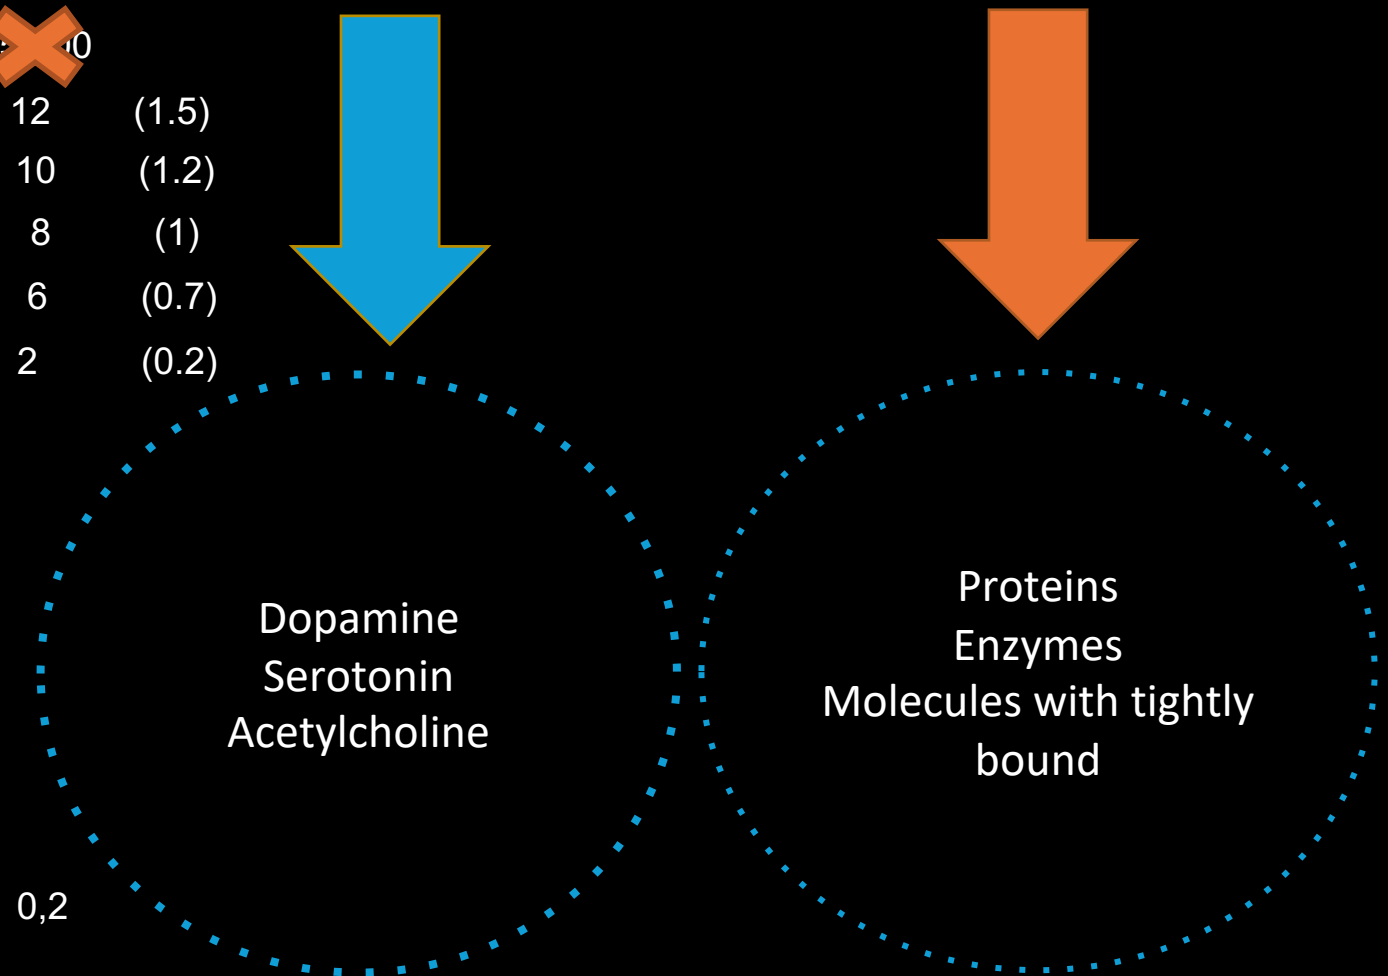 12 (1.5)
10 (1.2)
8 (1)
6 (0.7)
2 (0.2)
Dopamine
Serotonin
Acetylcholine
Proteins
Enzymes
Molecules with tightly
bound
0,2